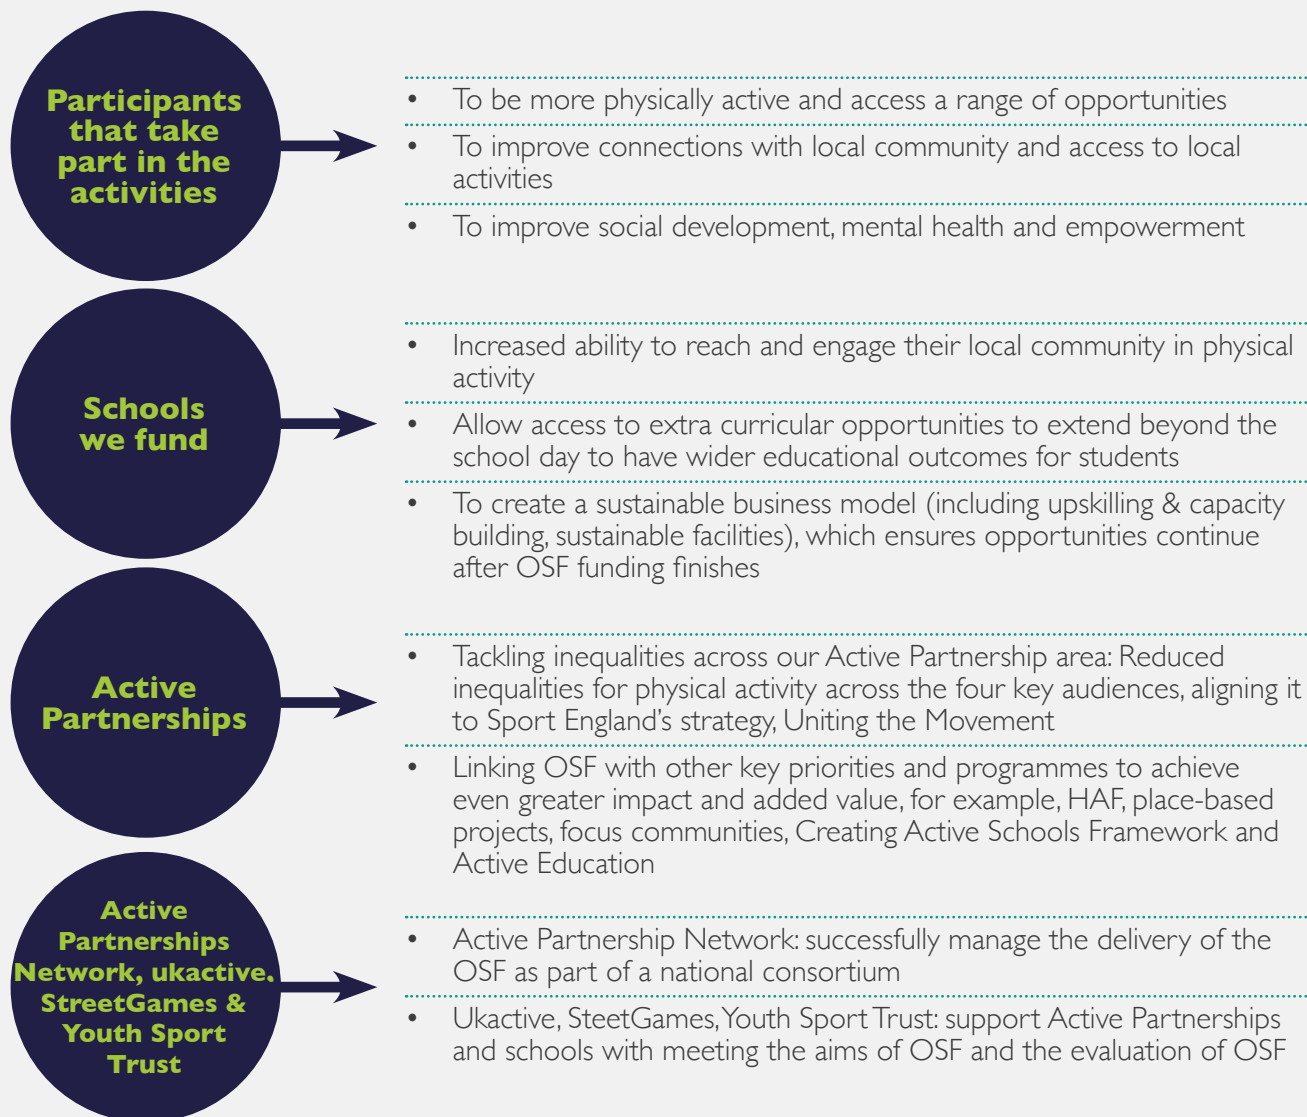 Participants
that take
part in the
activities
• To be more physically active and access a range of opportunities
• To improve connections with local community and access to local
activities
• To improve social development, mental health and empowerment
Schools
we fund
• Increased ability to reach and engage their local community in physical
activity
• Allow access to extra curricular opportunities to extend beyond the
school day to have wider educational outcomes for students
• To create a sustainable business model (including upskilling & capacity
building, sustainable facilities), which ensures opportunities continue
after OSF funding finishes
Active
Partnerships
• Tackling inequalities across our Active Partnership area: Reduced
inequalities for physical activity across the four key audiences, aligning it
to Sport England's strategy, Uniting the Movement
• Linking OSF with other key priorities and programmes to achieve
even greater impact and added value, for example, HAF, place-based
projects, focus communities, Creating Active Schools Framework and
Active Education
Active
Partnerships
Network, ukactive,
StreetGames &
Youth Sport
Trust
• Active Partnership Network: successfully manage the delivery of the
OSF as part of a national consortium
• Ukactive, SteetGames, Youth Sport Trust: support Active Partnerships
and schools with meeting the aims of OSF and the evaluation of OSF